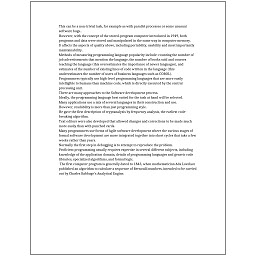 This can be a non-trivial task, for example as with parallel processes or some unusual
software bugs.
However, with the concept of the stored-program computer introduced in 1949, both
programs and data were stored and manipulated in the same way in computer memory.
It affects the aspects of quality above, including portability, usability and most importantly
maintainability.
Methods of measuring programming language popularity include: counting the number of
job advertisements that mention the language, the number of books sold and courses
teaching the language (this overestimates the importance of newer languages), and
estimates of the number of existing lines of code written in the language (this
underestimates the number of users of business languages such as COBOL).
Programmers typically use high-level programming languages that are more easily
intelligible to humans than machine code, which is directly executed by the central
processing unit.
There are many approaches to the Software development process.
Ideally, the programming language best suited for the task at hand will be selected.
Many applications use a mix of several languages in their construction and use.
However, readability is more than just programming style.
He gave the first description of cryptanalysis by frequency analysis, the earliest code-
breaking algorithm.
Text editors were also developed that allowed changes and corrections to be made much
more easily than with punched cards.
Many programmers use forms of Agile software development where the various stages of
formal software development are more integrated together into short cycles that take a few
weeks rather than years.
Normally the first step in debugging is to attempt to reproduce the problem.
Proficient programming usually requires expertise in several different subjects, including
knowledge of the application domain, details of programming languages and generic code
libraries, specialized algorithms, and formal logic.
The first computer program is generally dated to 1843, when mathematician Ada Lovelace
published an algorithm to calculate a sequence of Bernoulli numbers, intended to be carried
out by Charles Babbage's Analytical Engine.